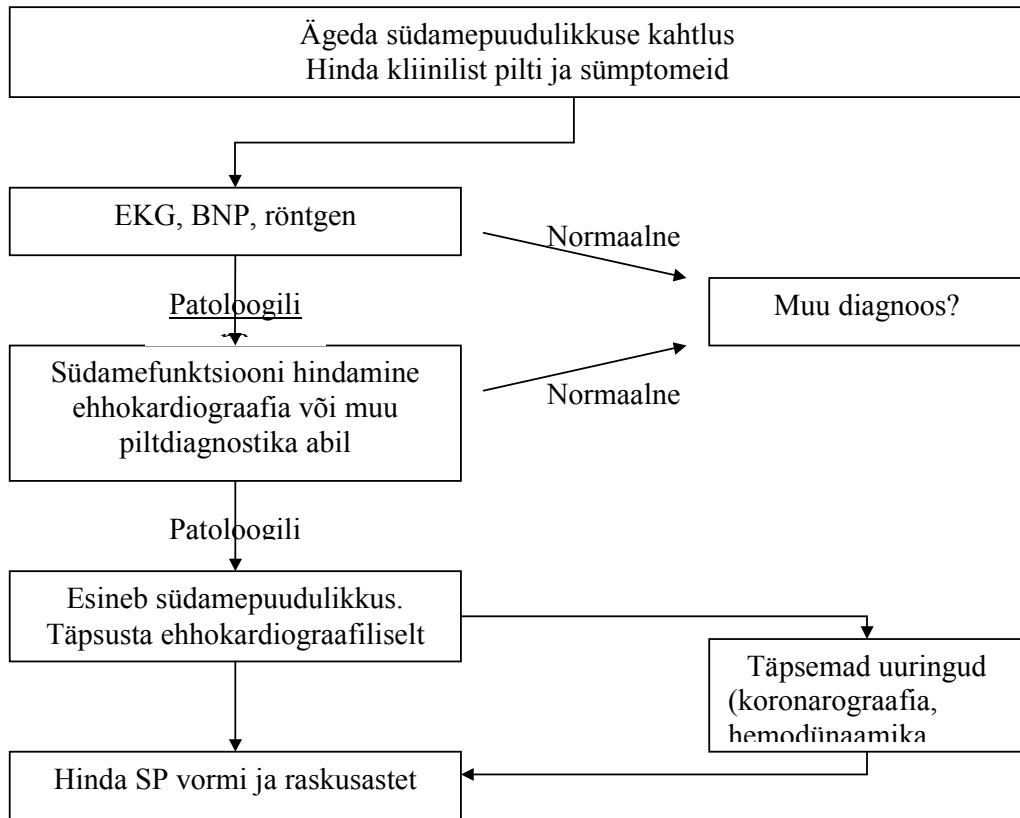 Ägeda südamepuudulikkuse kahtlus
Hinda kliinilist pilti ja sümptomeid
EKG, BNP, röntgen
Normaalne
Patoloogili
Muu diagnoos?
Südamefunktsiooni hindamine
ehhokardiograafia või muu
piltdiagnostika abil
Normaalne
Patoloogili
Esineb südamepuudulikkus.
Täpsusta ehhokardiograafiliselt
Täpsemad uuringud
(koronarograafia,
hemodünaamika
Hinda SP vormi ja raskusastet